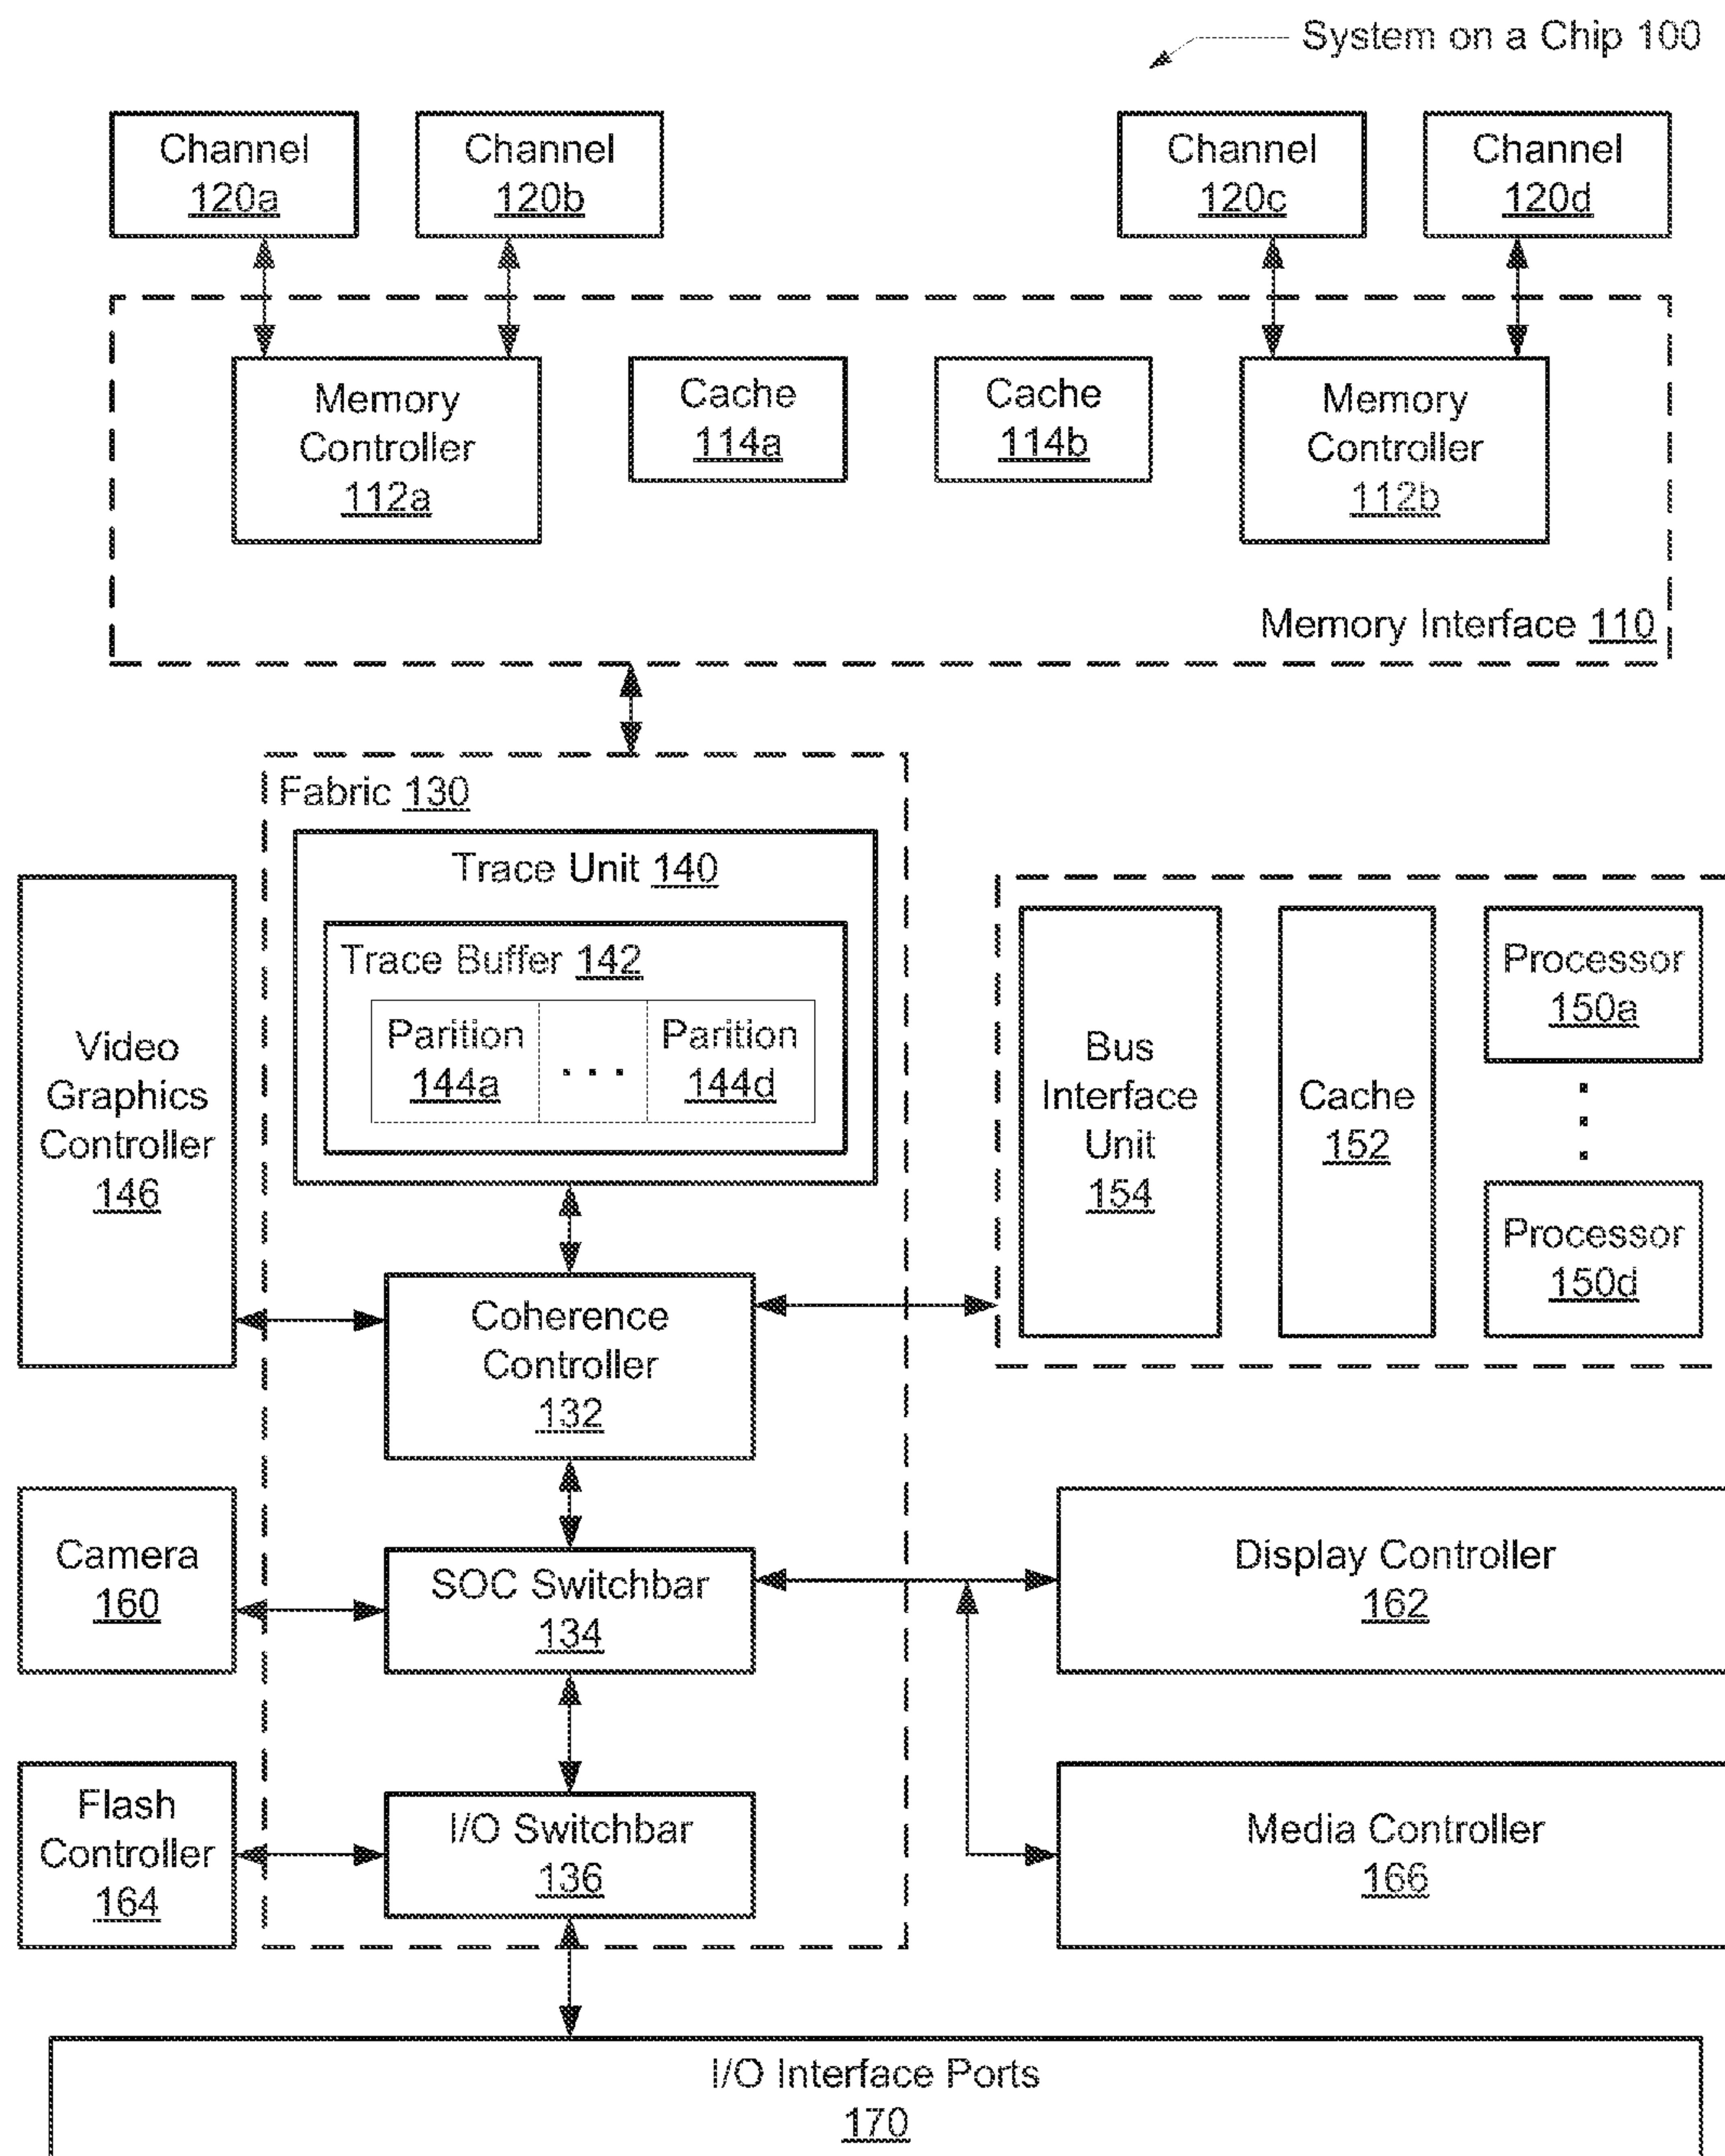 System on a Chip 100
Channel
120a
Channel
120b
Channel
120c
Channel
120d
Memory
Controller
112a
Cache
114a
Cache
114b
Memory
Controller
112b
Memory Interface 110
Fabric 130
Trace Unit 140
Trace Buffer 142
Parition
144a
...
Parition
144d
Video
Graphics
Controller
146
Bus
Interface
Unit
154
Cache
152
Processor
150a
Processor
150d
Coherence
Controller
132
Camera
160
SOC Switchbar
134
Display Controller
162
Flash
Controller
164
I/O Switchbar
136
Media Controller
166
I/O Interface Ports
170